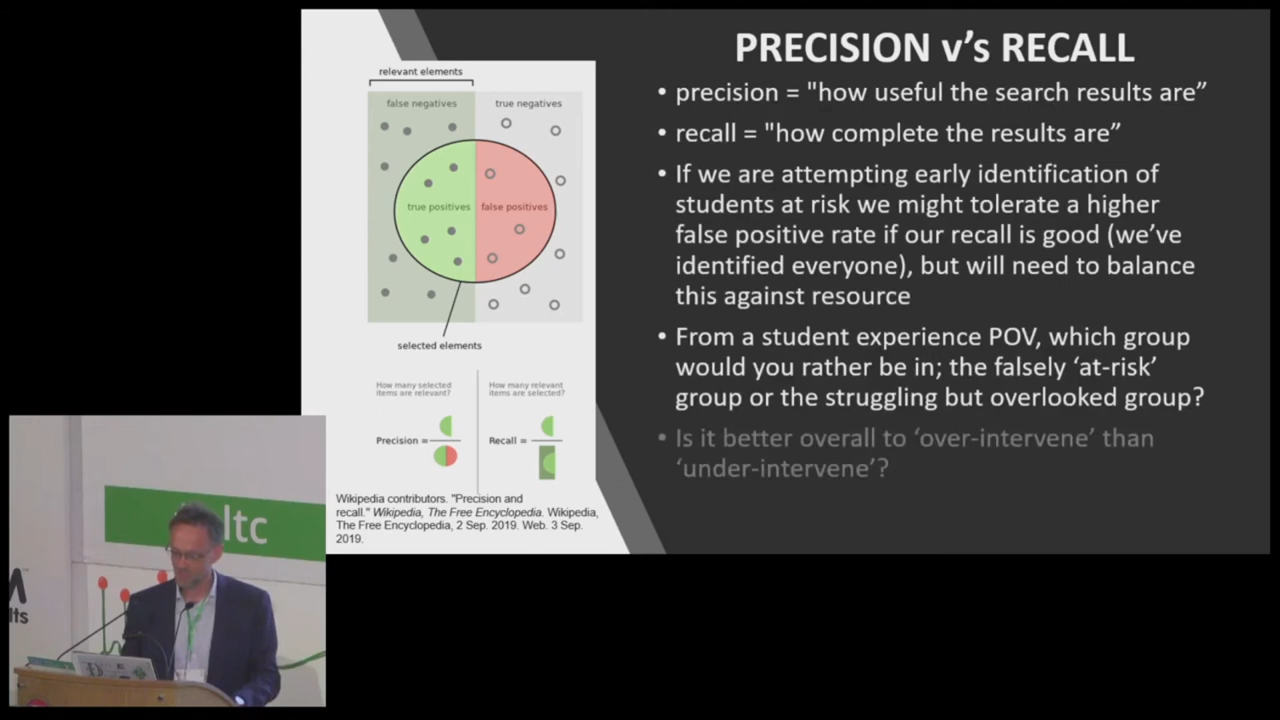 PRECISION v's RECALL
• precision = "how useful the search results are”
• recall = "how complete the results are”
• If we are attempting early identification of
students at risk we might tolerate a higher
false positive rate if our recall is good (we’ve
identified everyone), but will need to balance
this against resource
• From a student experience POV, which group
would you rather be in; the falsely ‘at-risk’
group or the struggling but overlooked group?
• Is it better overall to ‘over-intervene’ than
‘under-intervene’?
relevant elements
false negatives
true negatives
true positives
false positives
selected elements
How many selected
items are relevant?
Precision =
How many relevant
items are selected?
Recall =
Wikipedia contributors. "Precision and
recall." Wikipedia, The Free Encyclopedia. Wikipedia,
The Free Encyclopedia, 2 Sep. 2019. Web. 3 Sep.
2019.
ltc
lts